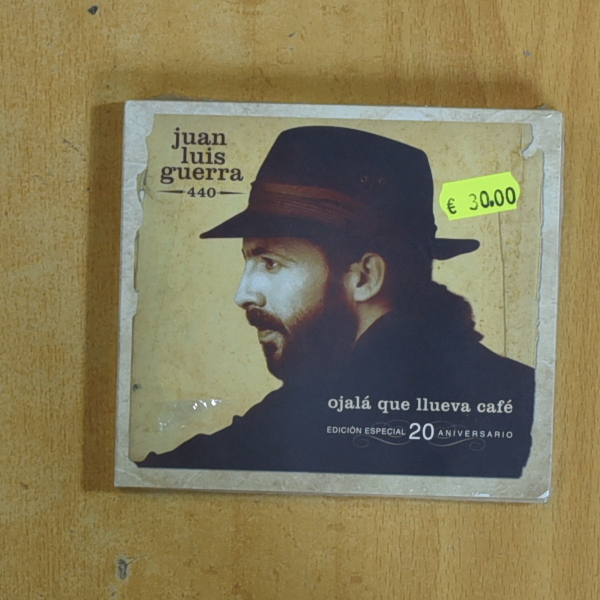 juan
luis
guerra
440
€ 30.00
ojalá que llueva café
EDICIÓN ESPECIAL 20 ANIVERSARIO